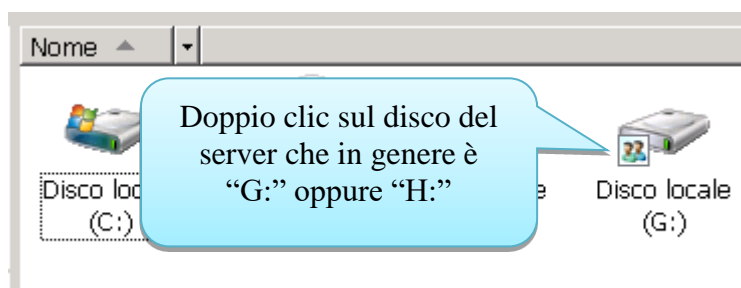 Nome
Doppio clic sul disco del
server che in genere è
“G:” oppure “H:”
Disco loc
(C:)
e
Disco locale
(G:)